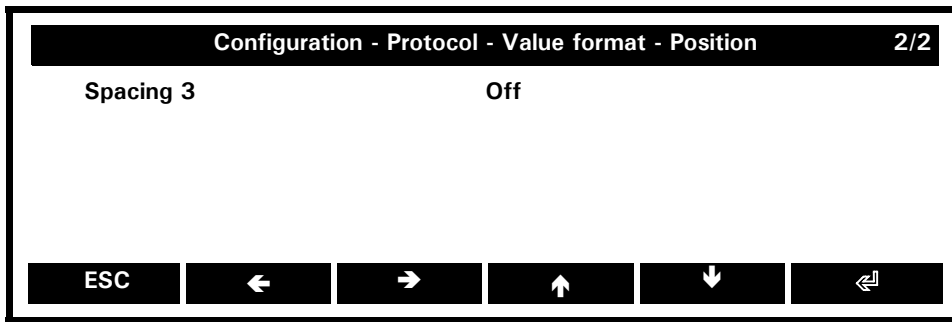 Configuration - Protocol - Value format - Position 2/2
Spacing 3 Off
ESC ← → ↑ ↓ ↵